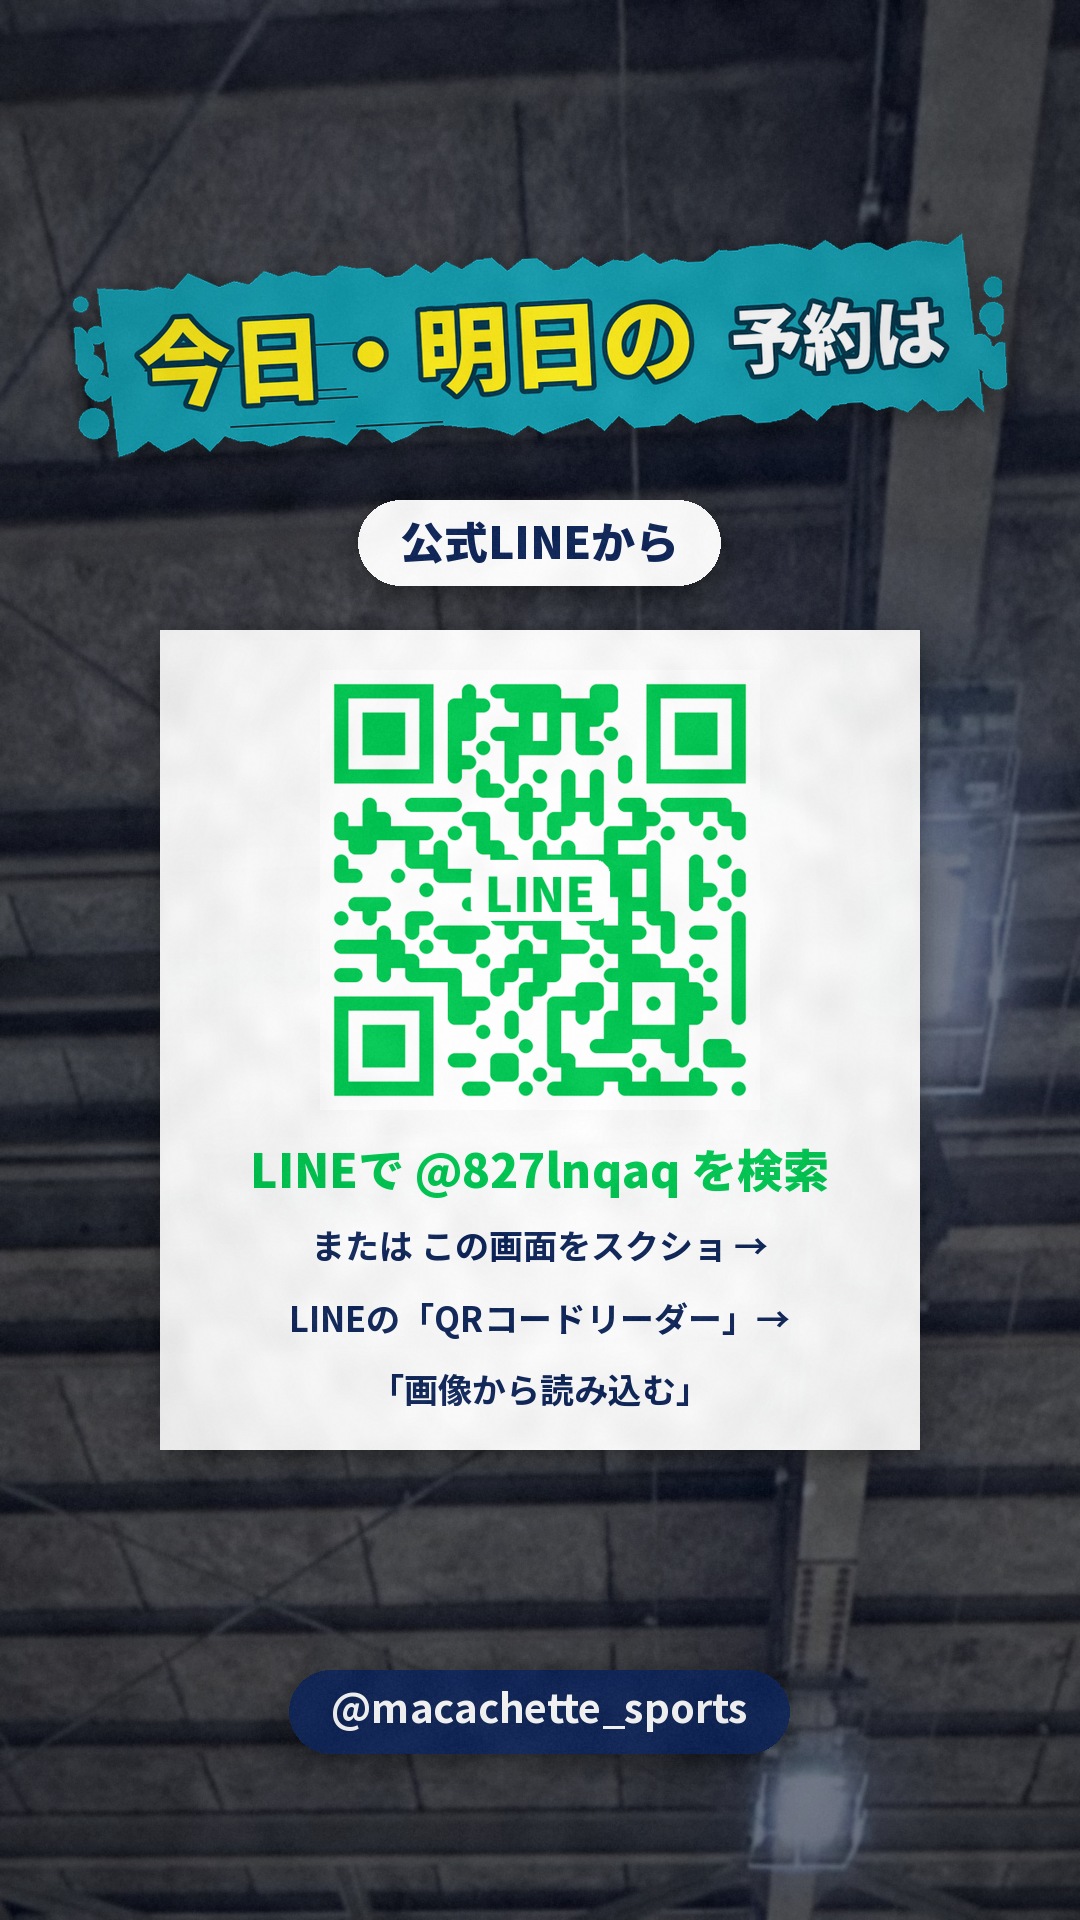 今日・明日の 予約は
公式LINEから
LINE
LINEで @827lnqaq を検索
または この画面をスクショ →
LINEの「QRコードリーダー」→
「画像から読み込む」
@macachette_sports